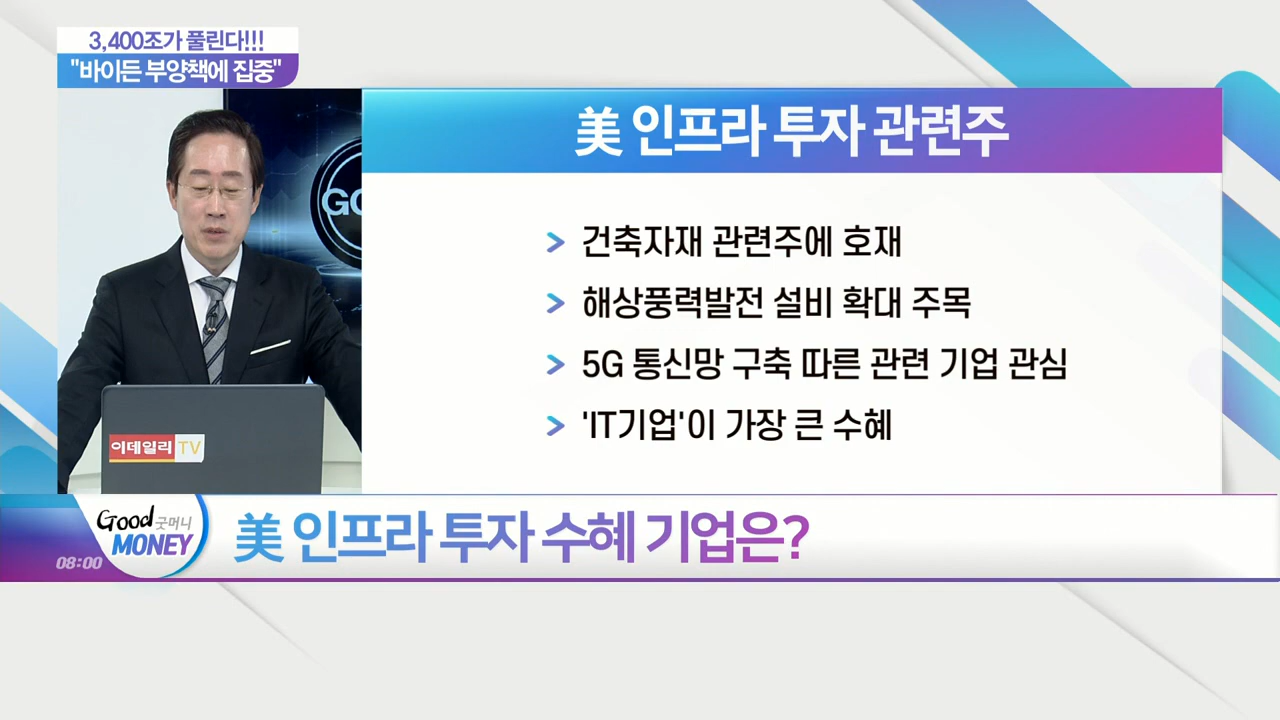 3,400조가 풀린다!!!
"바이든 부양책에 집중"
美 인프라 투자 관련주
> 건축자재 관련주에 호재
> 해상풍력발전 설비 확대 주목
> 5G 통신망 구축 따른 관련 기업 관심
> 'IT기업'이 가장 큰 수혜
이데일리 TV
Good 굿머니
MONEY
08:00
美 인프라 투자 수혜 기업은?